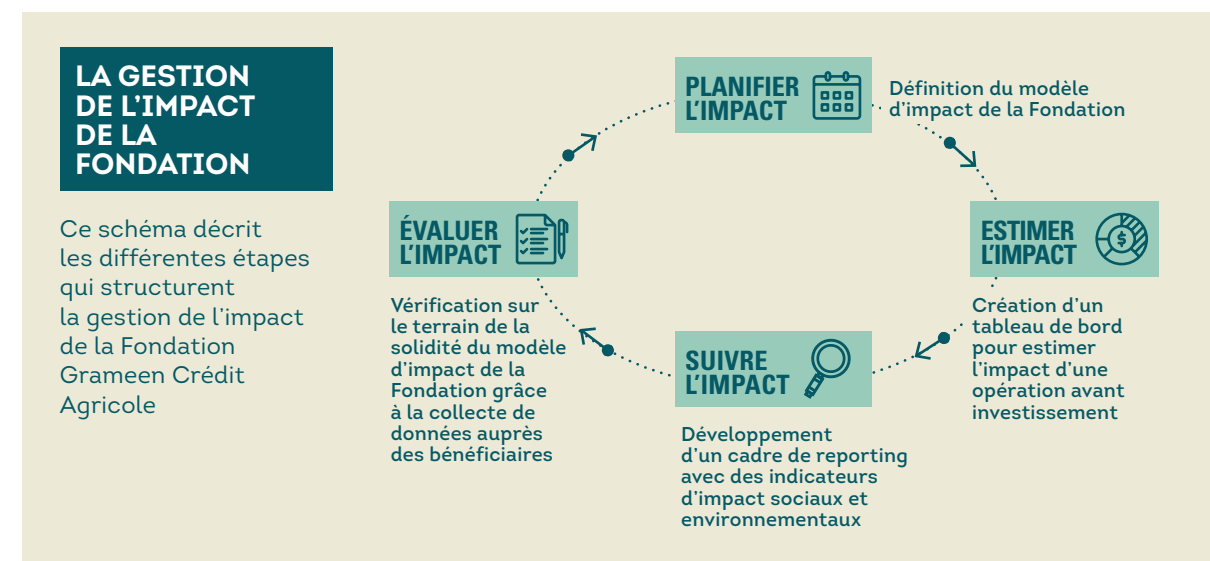 LA GESTION
DE L'IMPACT
DE LA
FONDATION
Ce schéma décrit
les différentes étapes
qui structurent
la gestion de l'impact
de la Fondation
Grameen Crédit
Agricole
PLANIFIER
L'IMPACT
Définition du modèle
d'impact de la Fondation
ESTIMER
L'IMPACT
$
Création d'un
tableau de bord
pour estimer
l'impact d'une
opération avant
investissement
SUIVRE
L'IMPACT
Développement
d'un cadre de reporting
avec des indicateurs
d'impact sociaux et
environnementaux
ÉVALUER
L'IMPACT
Vérification sur
le terrain de la
solidité du modèle
d'impact de la
Fondation grâce
à la collecte de
données auprès
des bénéficiaires